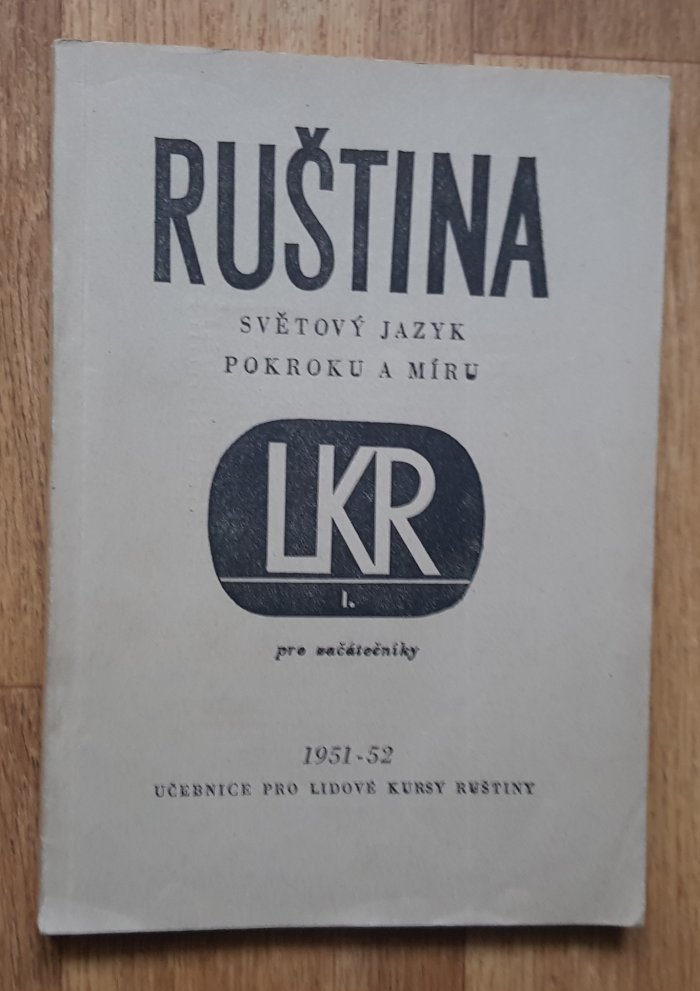 RUŠTINA
SVĚTOVÝ JAZYK
POKROKU A MÍRU
LKR
I.
pro začátečníky
1951-52
UČEBNICE PRO LIDOVÉ KURSY RUŠTINY